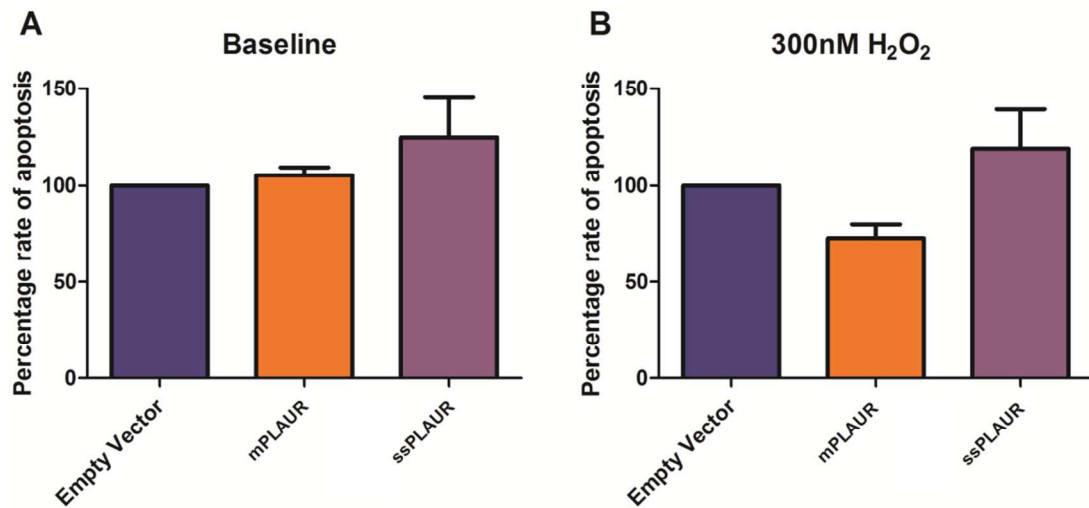 A
Baseline
Percentage rate of apoptosis
150
100
50
0
Empty Vector
mPLAUR
ssPLAUR
B
300nM H₂O₂
Percentage rate of apoptosis
150
100
50
0
Empty Vector
mPLAUR
ssPLAUR